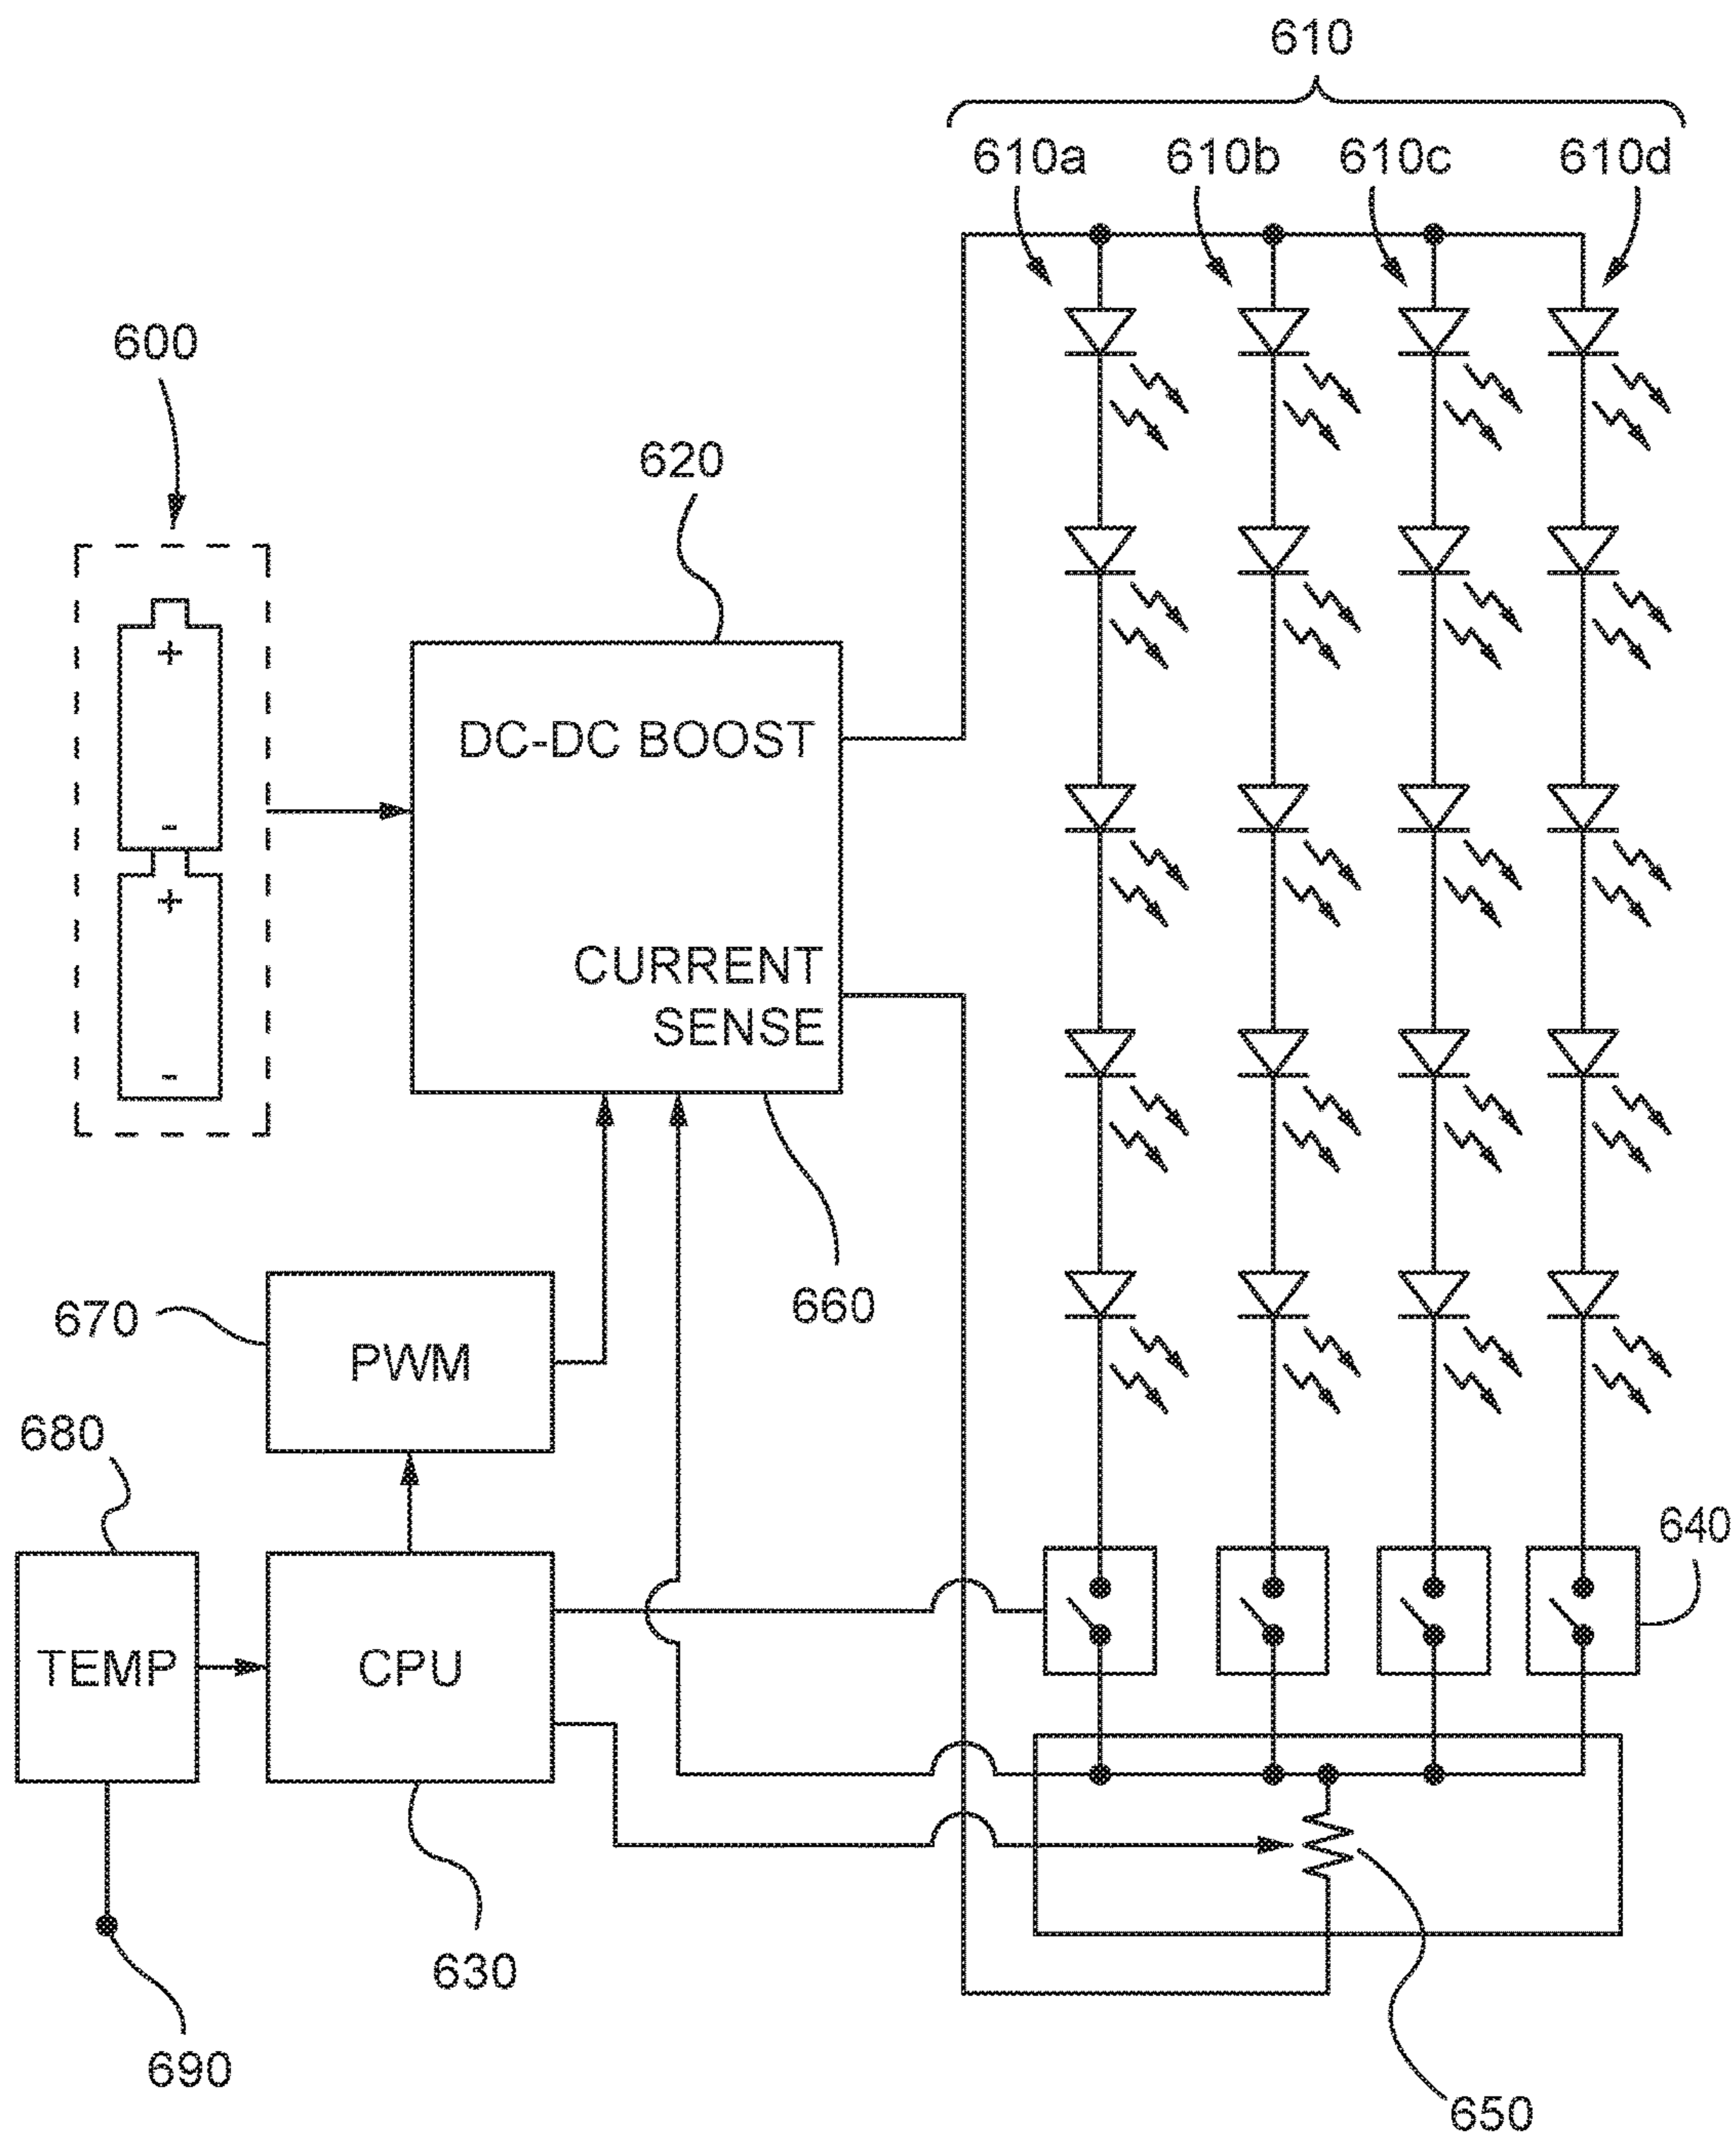 610
610a 610b 610c 610d
600
620
+
-
+
-
DC-DC BOOST
CURRENT
SENSE
660
670
PWM
680
640
TEMP
CPU
630
690
650